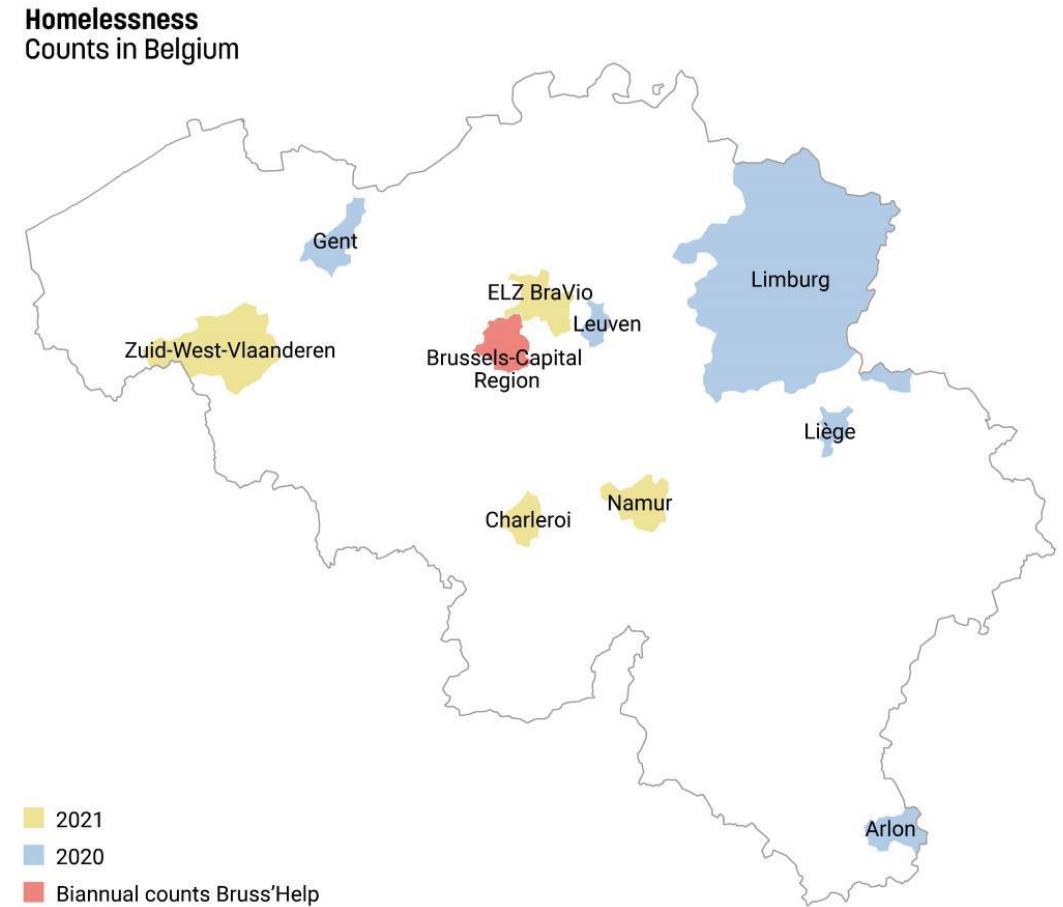 Homelessness
Counts in Belgium
Gent
Limburg
ELZ BraVio
Leuven
Zuid-West-Vlaanderen
Brussels-Capital
Region
Liège
Namur
Charleroi
2021
2020
Arlon
Biannual counts Bruss'Help